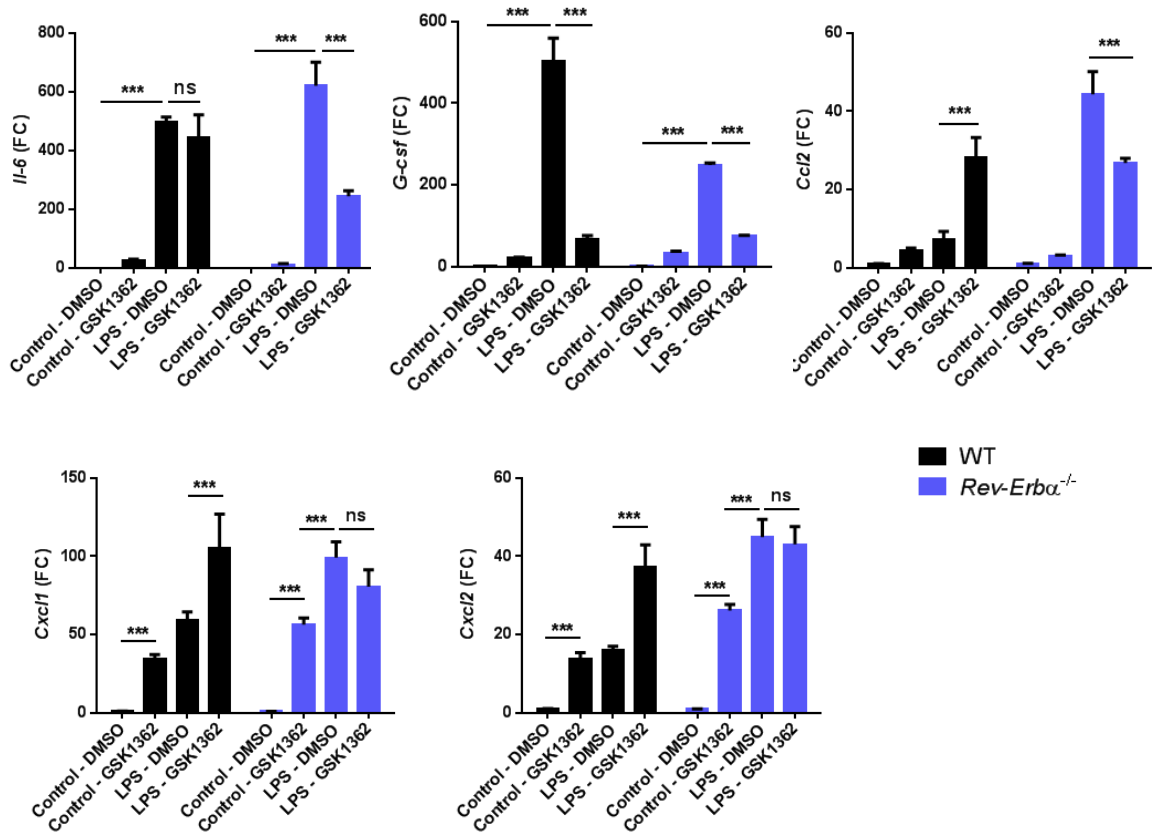 Il-6 (FC)
800
600
400
200
0
***
ns
***
***
Control - DMSO
Control - GSK1362
LPS - DMSO
LPS - GSK1362
Control - DMSO
Control - GSK1362
LPS - DMSO
LPS - GSK1362
G-csf (FC)
600
400
200
0
***
***
***
***
Control - DMSO
Control - GSK1362
LPS - DMSO
LPS - GSK1362
Control - DMSO
Control - GSK1362
LPS - DMSO
LPS - GSK1362
Ccl2 (FC)
60
40
20
0
***
***
Control - DMSO
Control - GSK1362
LPS - DMSO
LPS - GSK1362
Control - DMSO
Control - GSK1362
LPS - DMSO
LPS - GSK1362
Cxcl1 (FC)
150
100
50
0
***
***
***
***
ns
Control - DMSO
Control - GSK1362
LPS - DMSO
LPS - GSK1362
Control - DMSO
Control - GSK1362
LPS - DMSO
LPS - GSK1362
Cxcl2 (FC)
60
40
20
0
***
***
***
***
ns
Control - DMSO
Control - GSK1362
LPS - DMSO
LPS - GSK1362
Control - DMSO
Control - GSK1362
LPS - DMSO
LPS - GSK1362
WT
Rev-Erbα-/-